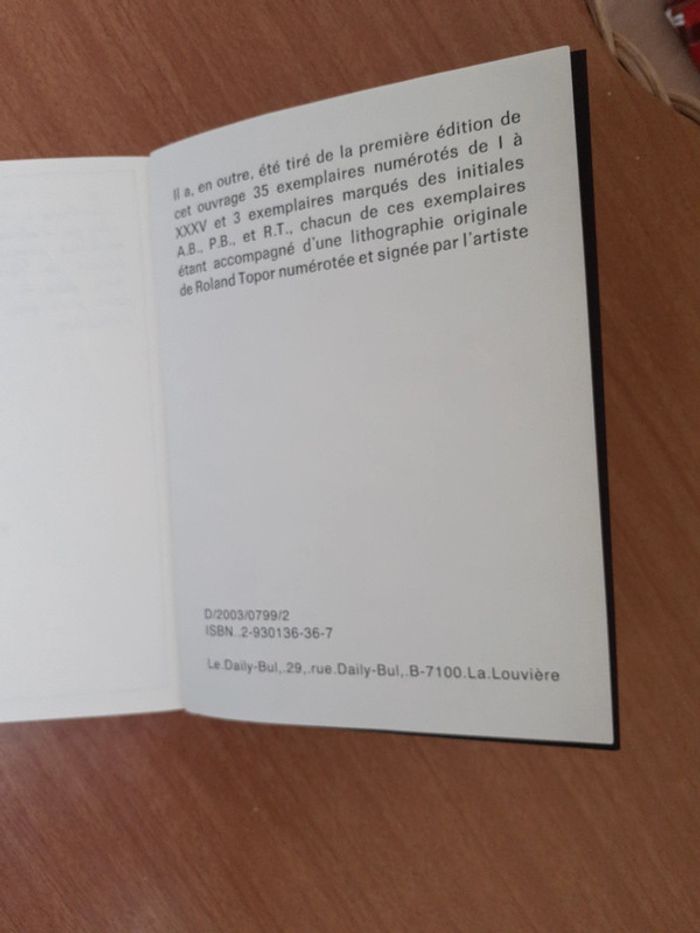 Il a, en outre, été tiré de la première édition de
cet ouvrage 35 exemplaires numérotés de I à
XXXV et 3 exemplaires marqués des initiales
A.B., P.B., et R.T., chacun de ces exemplaires
étant accompagné d'une lithographie originale
de Roland Topor numérotée et signée par l'artiste
D/2003/0799/2
ISBN..2-930136-36-7
Le.Daily-Bul,.29,.rue.Daily-Bul,.B-7100.La.Louvière